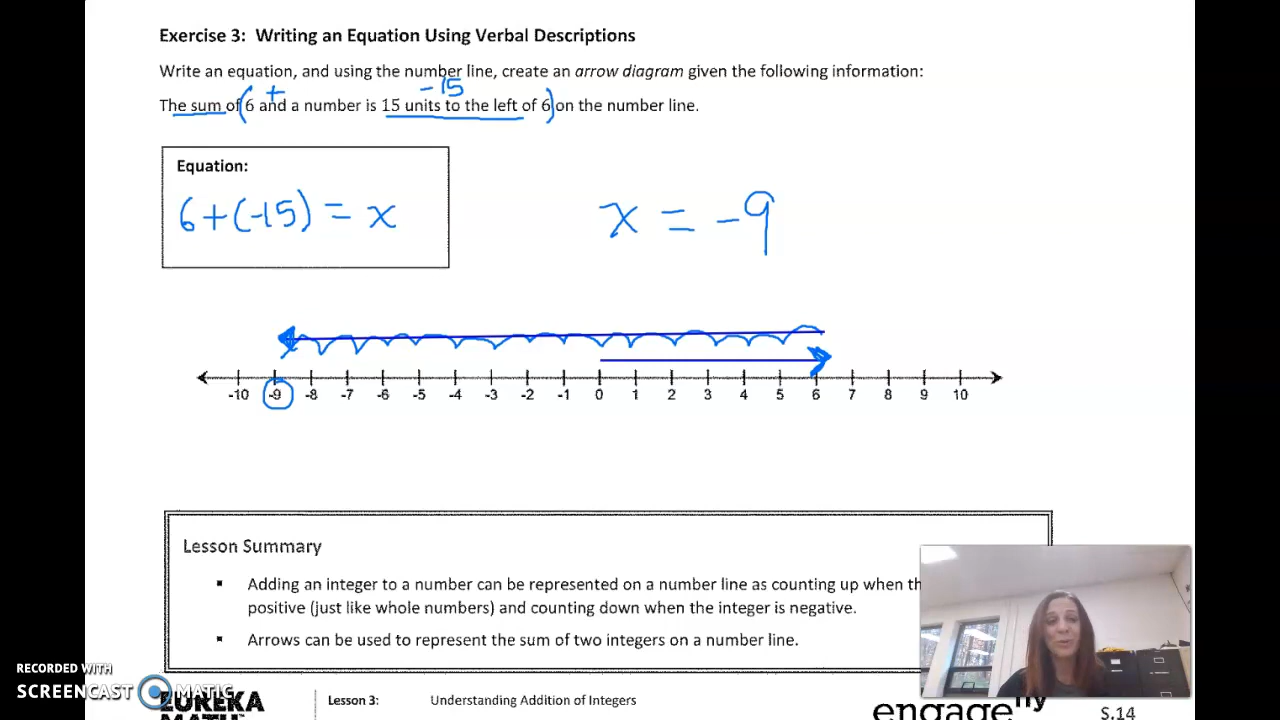 Exercise 3: Writing an Equation Using Verbal Descriptions
Write an equation, and using the number line, create an arrow diagram given the following information:
+ -15
The sum of (6 and a number is 15 units to the left of 6) on the number line.
Equation:
6+(-15) = x
x = -9
-10 -9 -8 -7 -6 -5 -4 -3 -2 -1 0 1 2 3 4 5 6 7 8 9 10
Lesson Summary
▪ Adding an integer to a number can be represented on a number line as counting up when
positive (just like whole numbers) and counting down when the integer is negative.
▪ Arrows can be used to represent the sum of two integers on a number line.
RECORDED WITH
SCREENCAST MATIC
EUREKA
MATH™
Lesson 3: Understanding Addition of Integers
engage ny
S.14